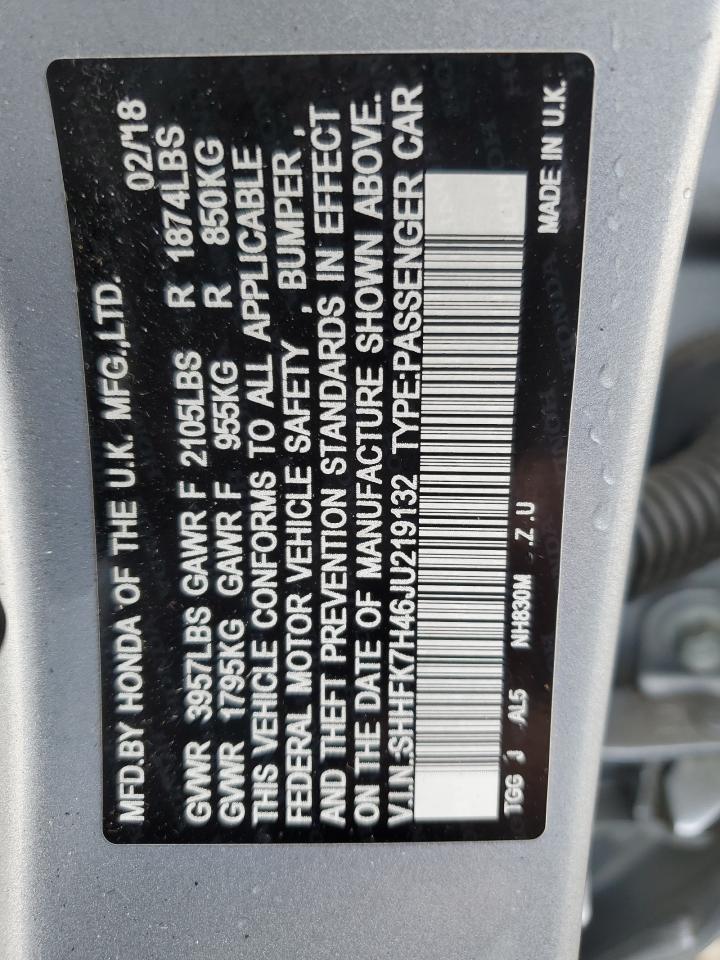 MFD.BY HONDA OF THE U.K. MFG.,LTD. 02/18
GVWR 3957LBS GAWR F 2105LBS R 1874LBS
GVWR 1795KG GAWR F 955KG R 850KG
THIS VEHICLE CONFORMS TO ALL APPLICABLE
FEDERAL MOTOR VEHICLE SAFETY , BUMPER ,
AND THEFT PREVENTION STANDARDS IN EFFECT
ON THE DATE OF MANUFACTURE SHOWN ABOVE.
V.I.N.:SHHFK7H46JU219132 TYPE:PASSENGER CAR
TGG J AL5 NH830M -.Z.U MADE IN U.K.